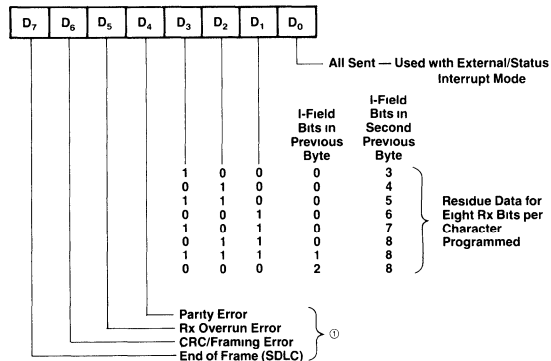 D7 D6 D5 D4 D3 D2 D1 D0
All Sent — Used with External/Status
Interrupt Mode
I-Field
Bits in
Previous
Byte
I-Field
Bits in
Second
Previous
Byte
1 0 0 0 3
0 1 0 0 4
1 1 0 0 5
0 0 1 0 6
1 0 1 0 7
0 1 1 0 8
1 1 1 1 8
0 0 0 2 8
Residue Data for
Eight Rx Bits per
Character
Programmed
Parity Error
Rx Overrun Error
CRC/Framing Error
End of Frame (SDLC)
①